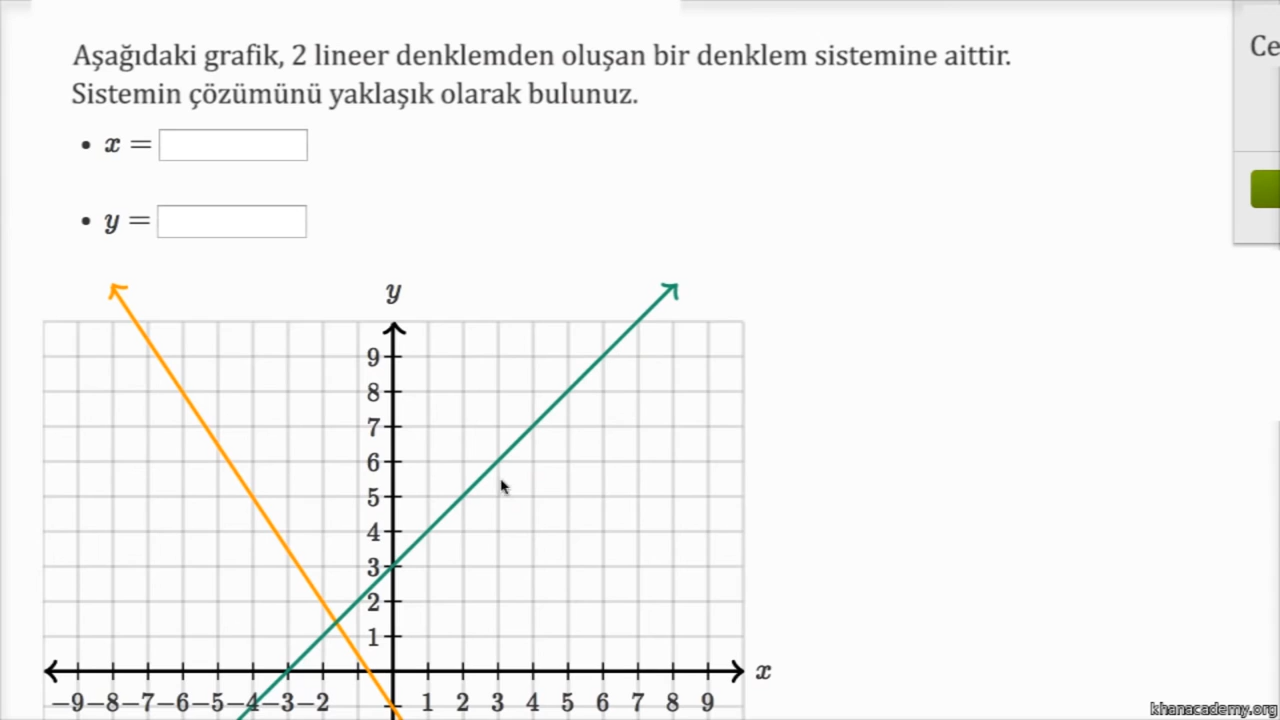 Aşağıdaki grafik, 2 lineer denklemden oluşan bir denklem sistemine aittir.
Sistemin çözümünü yaklaşık olarak bulunuz.
• x =
• y =
Ce
y
9
8
7
6
5
4
3
2
1
x
−9 −8 −7 −6 −5 −4 −3 −2 1 2 3 4 5 6 7 8 9
khanacademy.org